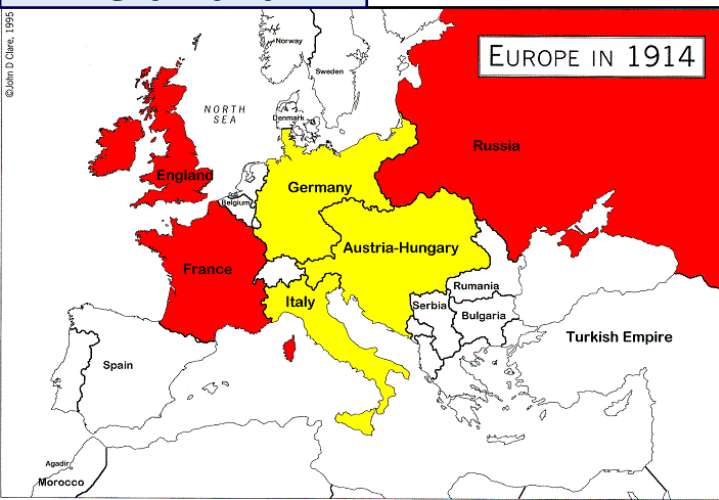 ©John D Clare, 1995
EUROPE IN 1914
Norway
Sweden
NORTH
SEA
Denmark
Russia
England
Germany
Belgium
Austria-Hungary
France
Rumania
Italy
Serbia
Bulgaria
Turkish Empire
Spain
Agadir
Morocco